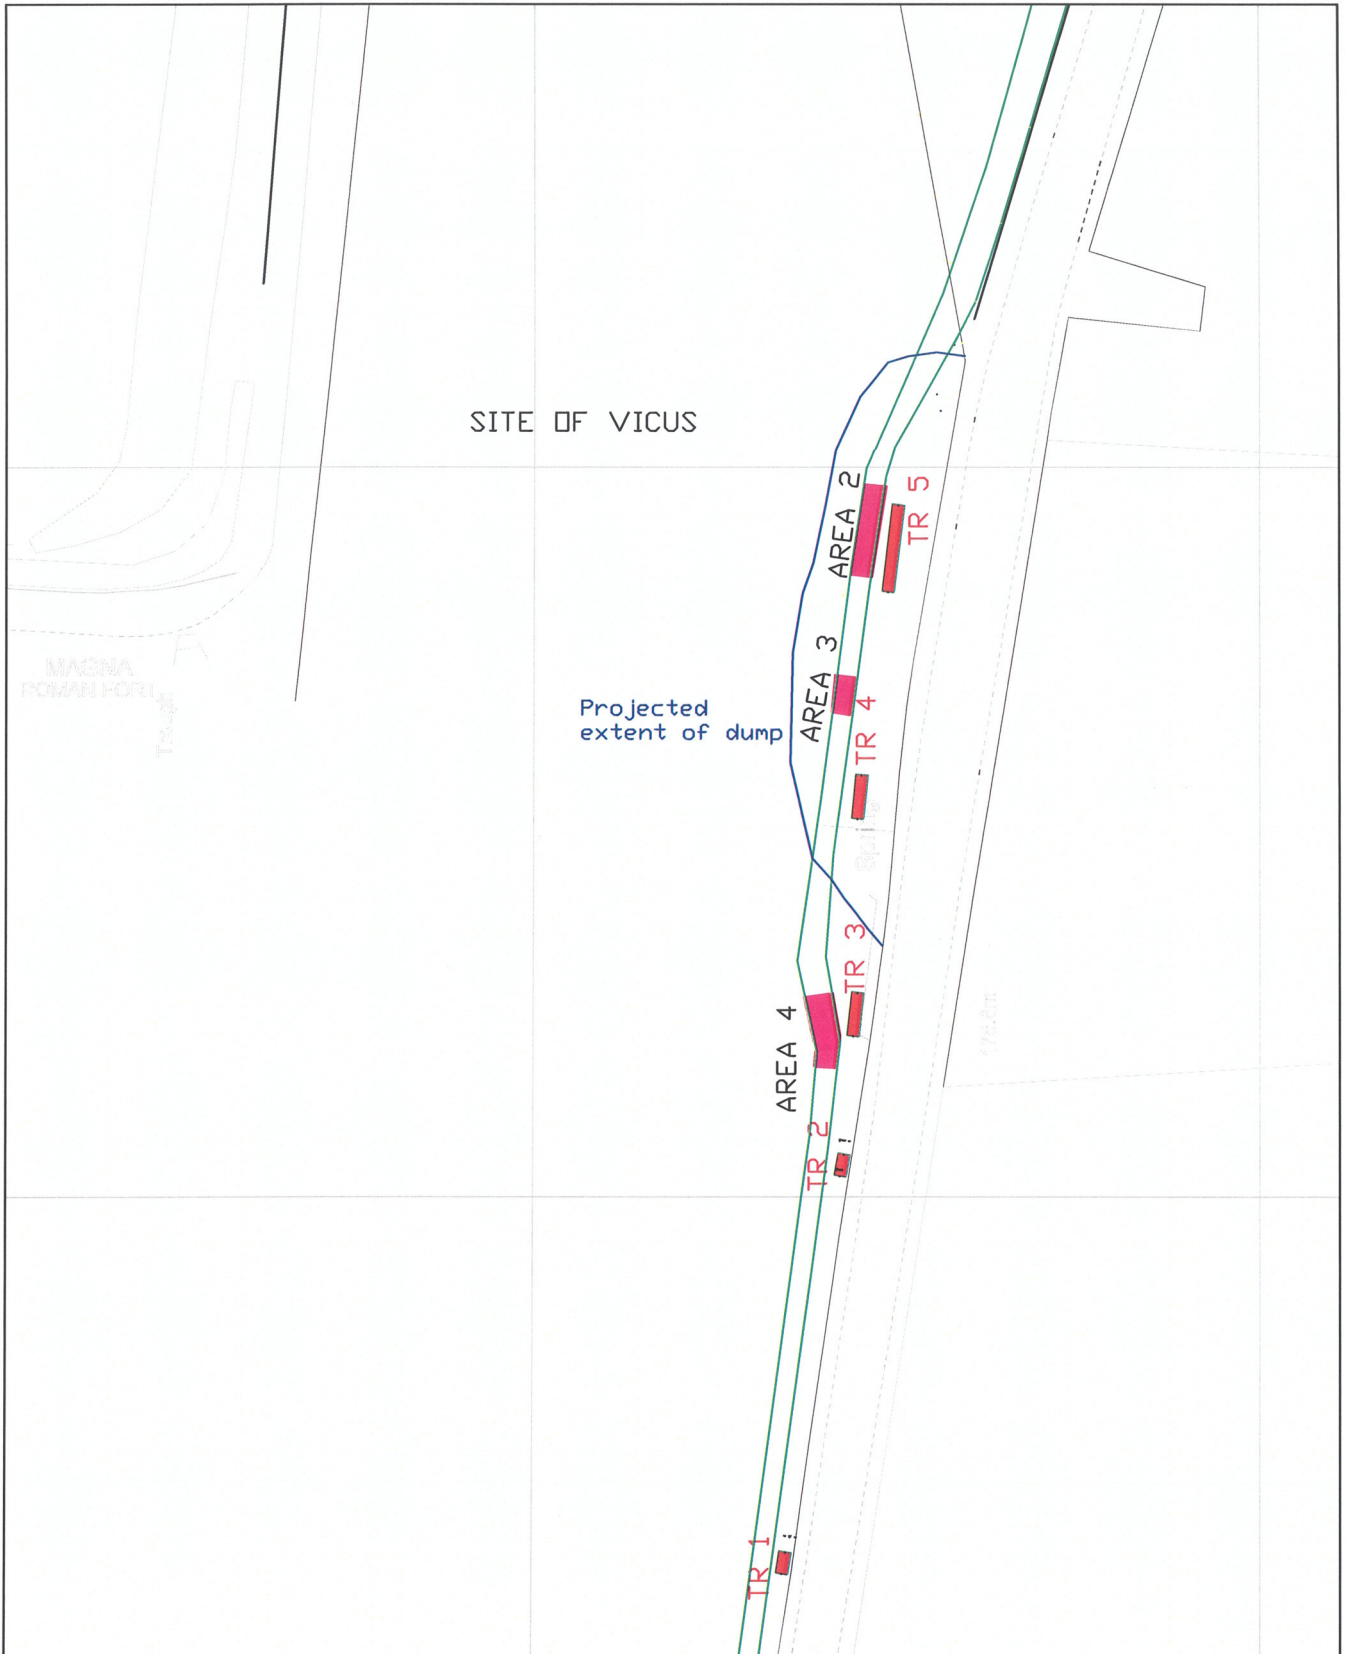 SITE OF VICUS
AREA 2
TR 5
MAGNA
ROMAN FORT
AREA 3
TR 4
Projected
extent of dump
TR 3
AREA 4
TR 2
TR 1